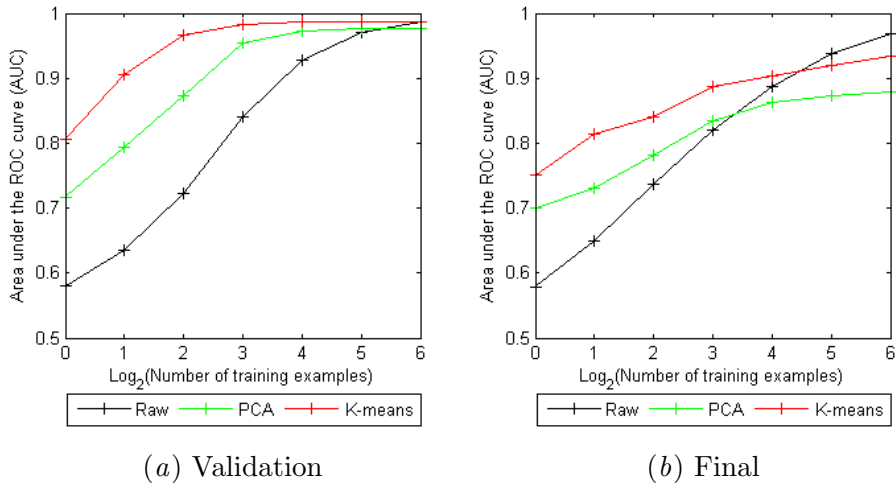 Area under the ROC curve (AUC)
1
0.9
0.8
0.7
0.6
0.5
0 1 2 3 4 5 6
Log2(Number of training examples)
Raw PCA K-means
(a) Validation
Area under the ROC curve (AUC)
1
0.9
0.8
0.7
0.6
0.5
0 1 2 3 4 5 6
Log2(Number of training examples)
Raw PCA K-means
(b) Final